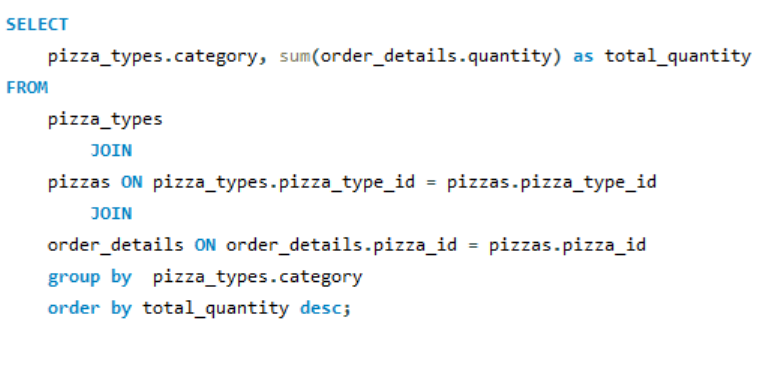 SELECT
pizza_types.category, sum(order_details.quantity) as total_quantity
FROM
pizza_types
JOIN
pizzas ON pizza_types.pizza_type_id = pizzas.pizza_type_id
JOIN
order_details ON order_details.pizza_id = pizzas.pizza_id
group by  pizza_types.category
order by total_quantity desc;